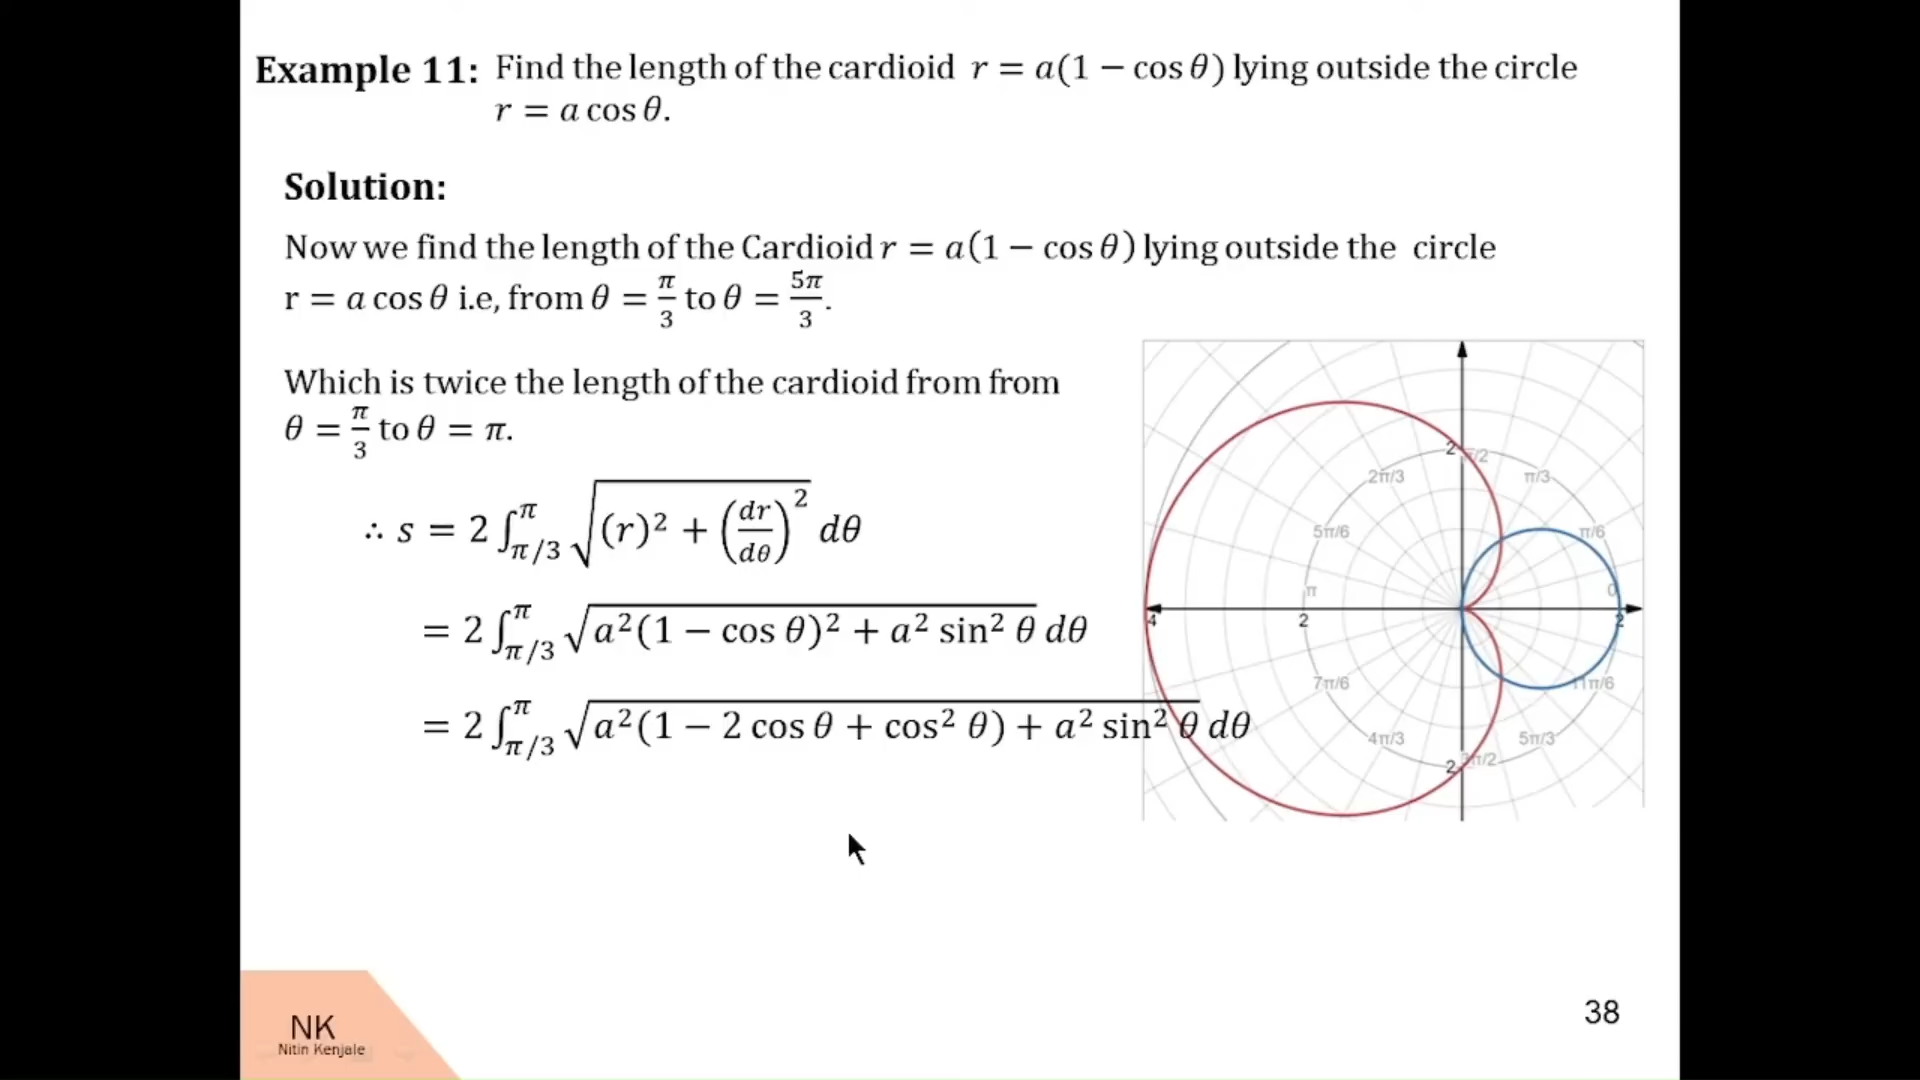 Example 11: Find the length of the cardioid r = a(1 − cos θ) lying outside the circle
r = a cos θ.
Solution:
Now we find the length of the Cardioid r = a(1 − cos θ) lying outside the circle
r = a cos θ i.e, from θ = π/3 to θ = 5π/3.
Which is twice the length of the cardioid from from
θ = π/3 to θ = π.
∴ s = 2 ∫_{π/3}^{π} √((r)² + (dr/dθ)²) dθ
= 2 ∫_{π/3}^{π} √(a²(1 − cos θ)² + a² sin² θ) dθ
= 2 ∫_{π/3}^{π} √(a²(1 − 2 cos θ + cos² θ) + a² sin² θ) dθ
2 π/2
2π/3 π/3
5π/6 π/6
π 0
4 2 2
7π/6 11π/6
4π/3 5π/3
2 3π/2
NK
Nitin Kenjale
38